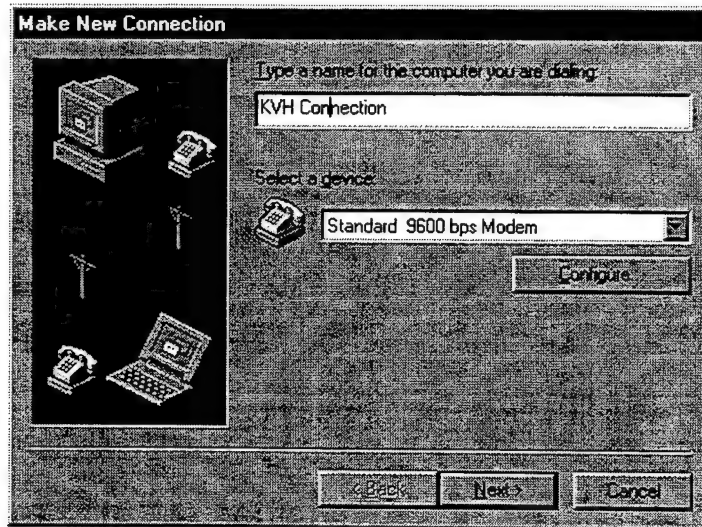 Make New Connection
Type a name for the computer you are dialing:
KVH Connection
Select a device:
Standard 9600 bps Modem
Configure...
< Back
Next >
Cancel